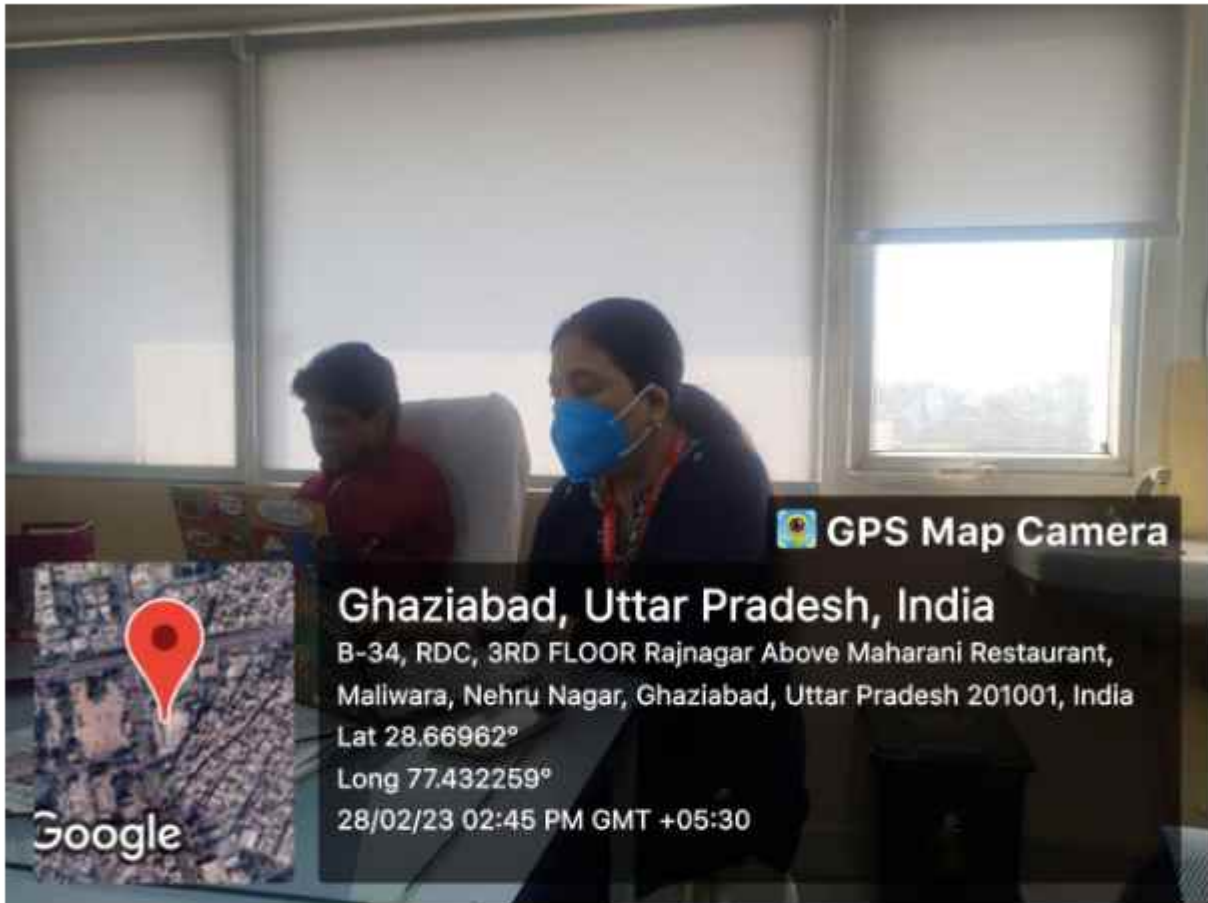 GPS Map Camera
Ghaziabad, Uttar Pradesh, India
B-34, RDC, 3RD FLOOR Rajnagar Above Maharani Restaurant,
Maliwara, Nehru Nagar, Ghaziabad, Uttar Pradesh 201001, India
Lat 28.66962°
Long 77.432259°
28/02/23 02:45 PM GMT +05:30
Google